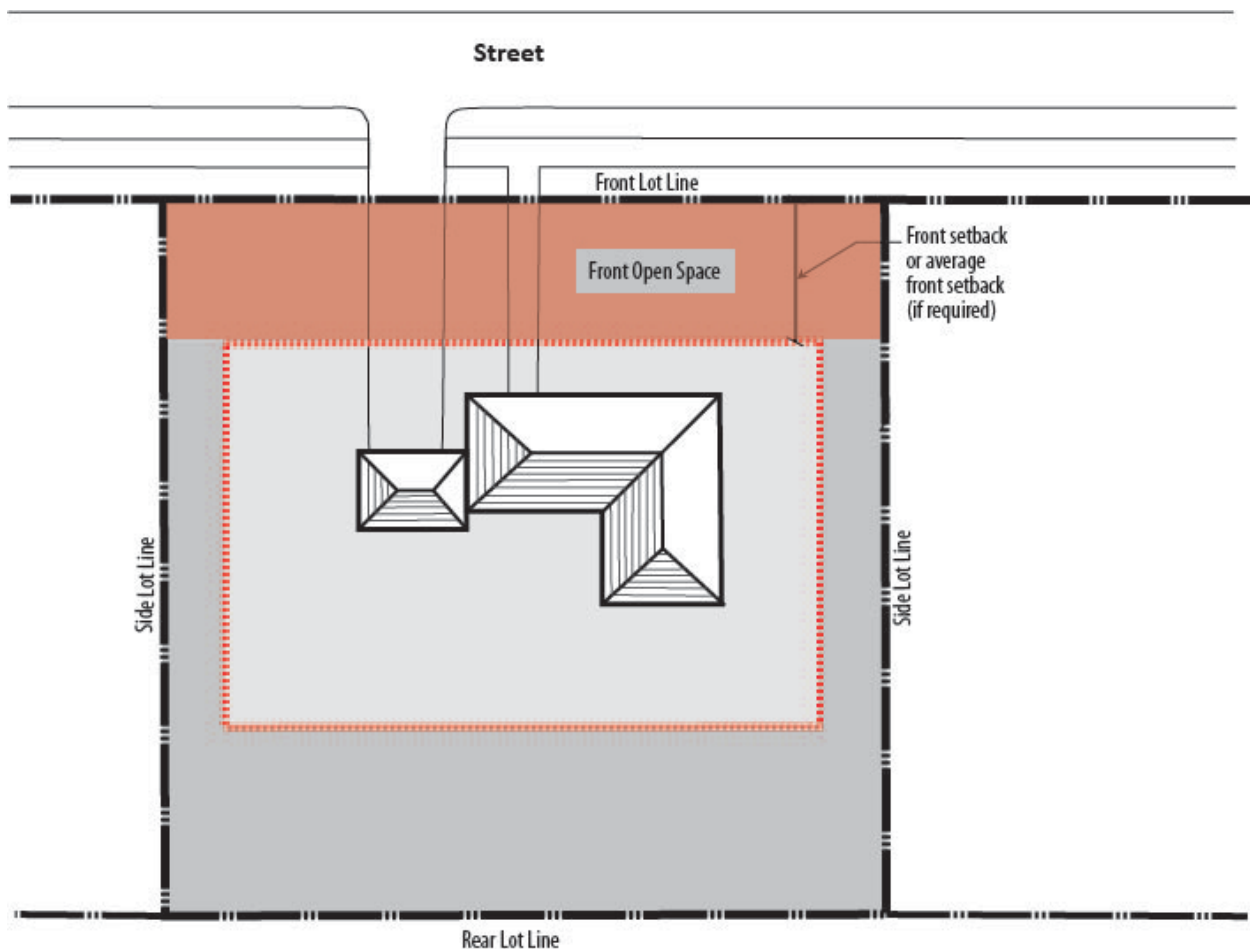 Street
Front Lot Line
Front Open Space
Front setback
or average
front setback
(if required)
Side Lot Line
Side Lot Line
Rear Lot Line